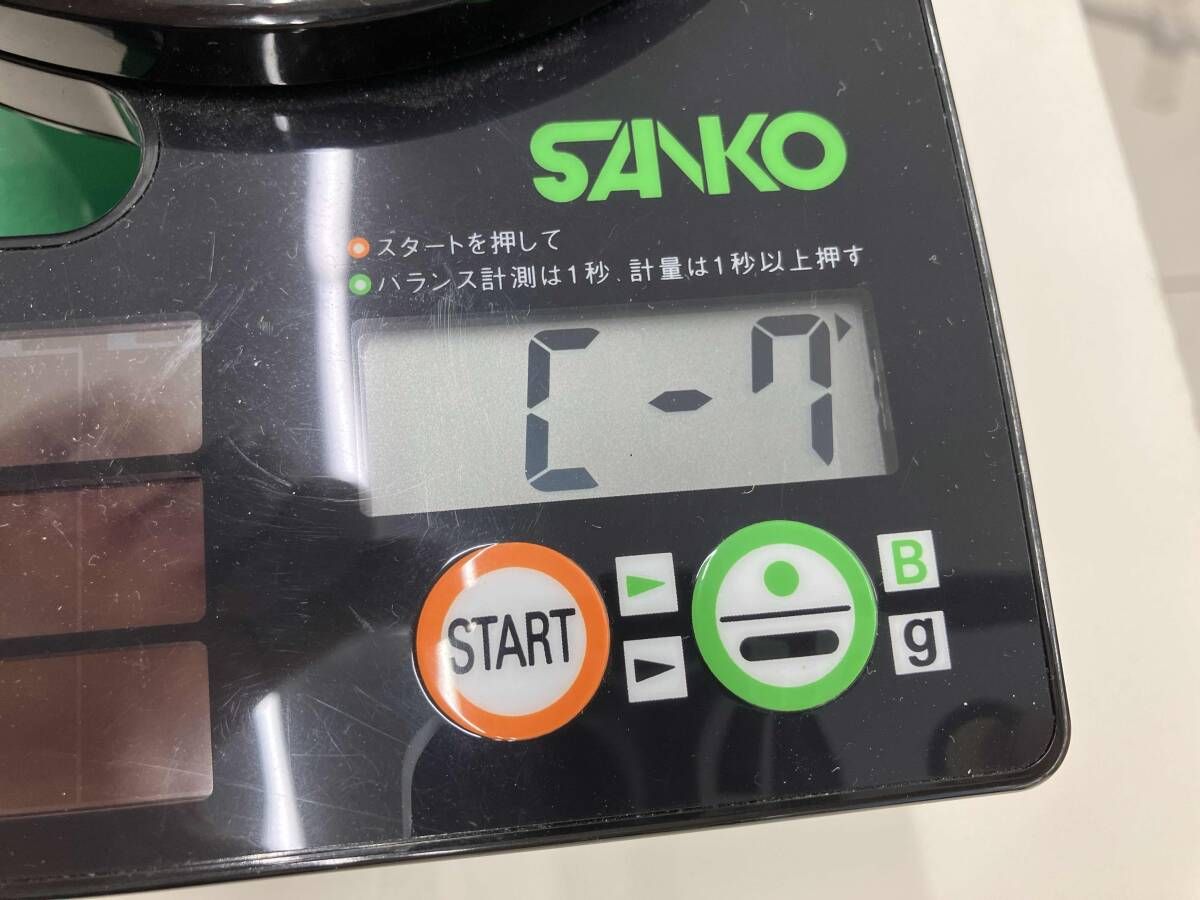 SANKO
スタートを押して
バランス計測は1秒、計量は1秒以上押す
C-7
START
B
g